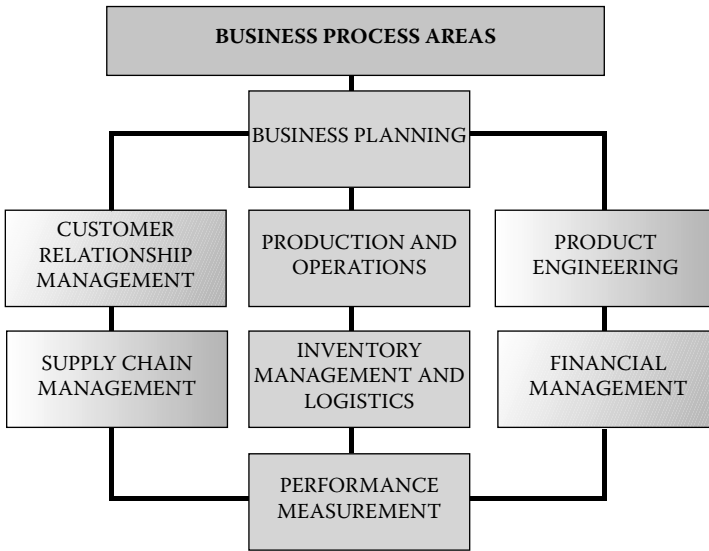 BUSINESS PROCESS AREAS
BUSINESS PLANNING
CUSTOMER
RELATIONSHIP
MANAGEMENT
PRODUCTION AND
OPERATIONS
PRODUCT
ENGINEERING
SUPPLY CHAIN
MANAGEMENT
INVENTORY
MANAGEMENT AND
LOGISTICS
FINANCIAL
MANAGEMENT
PERFORMANCE
MEASUREMENT